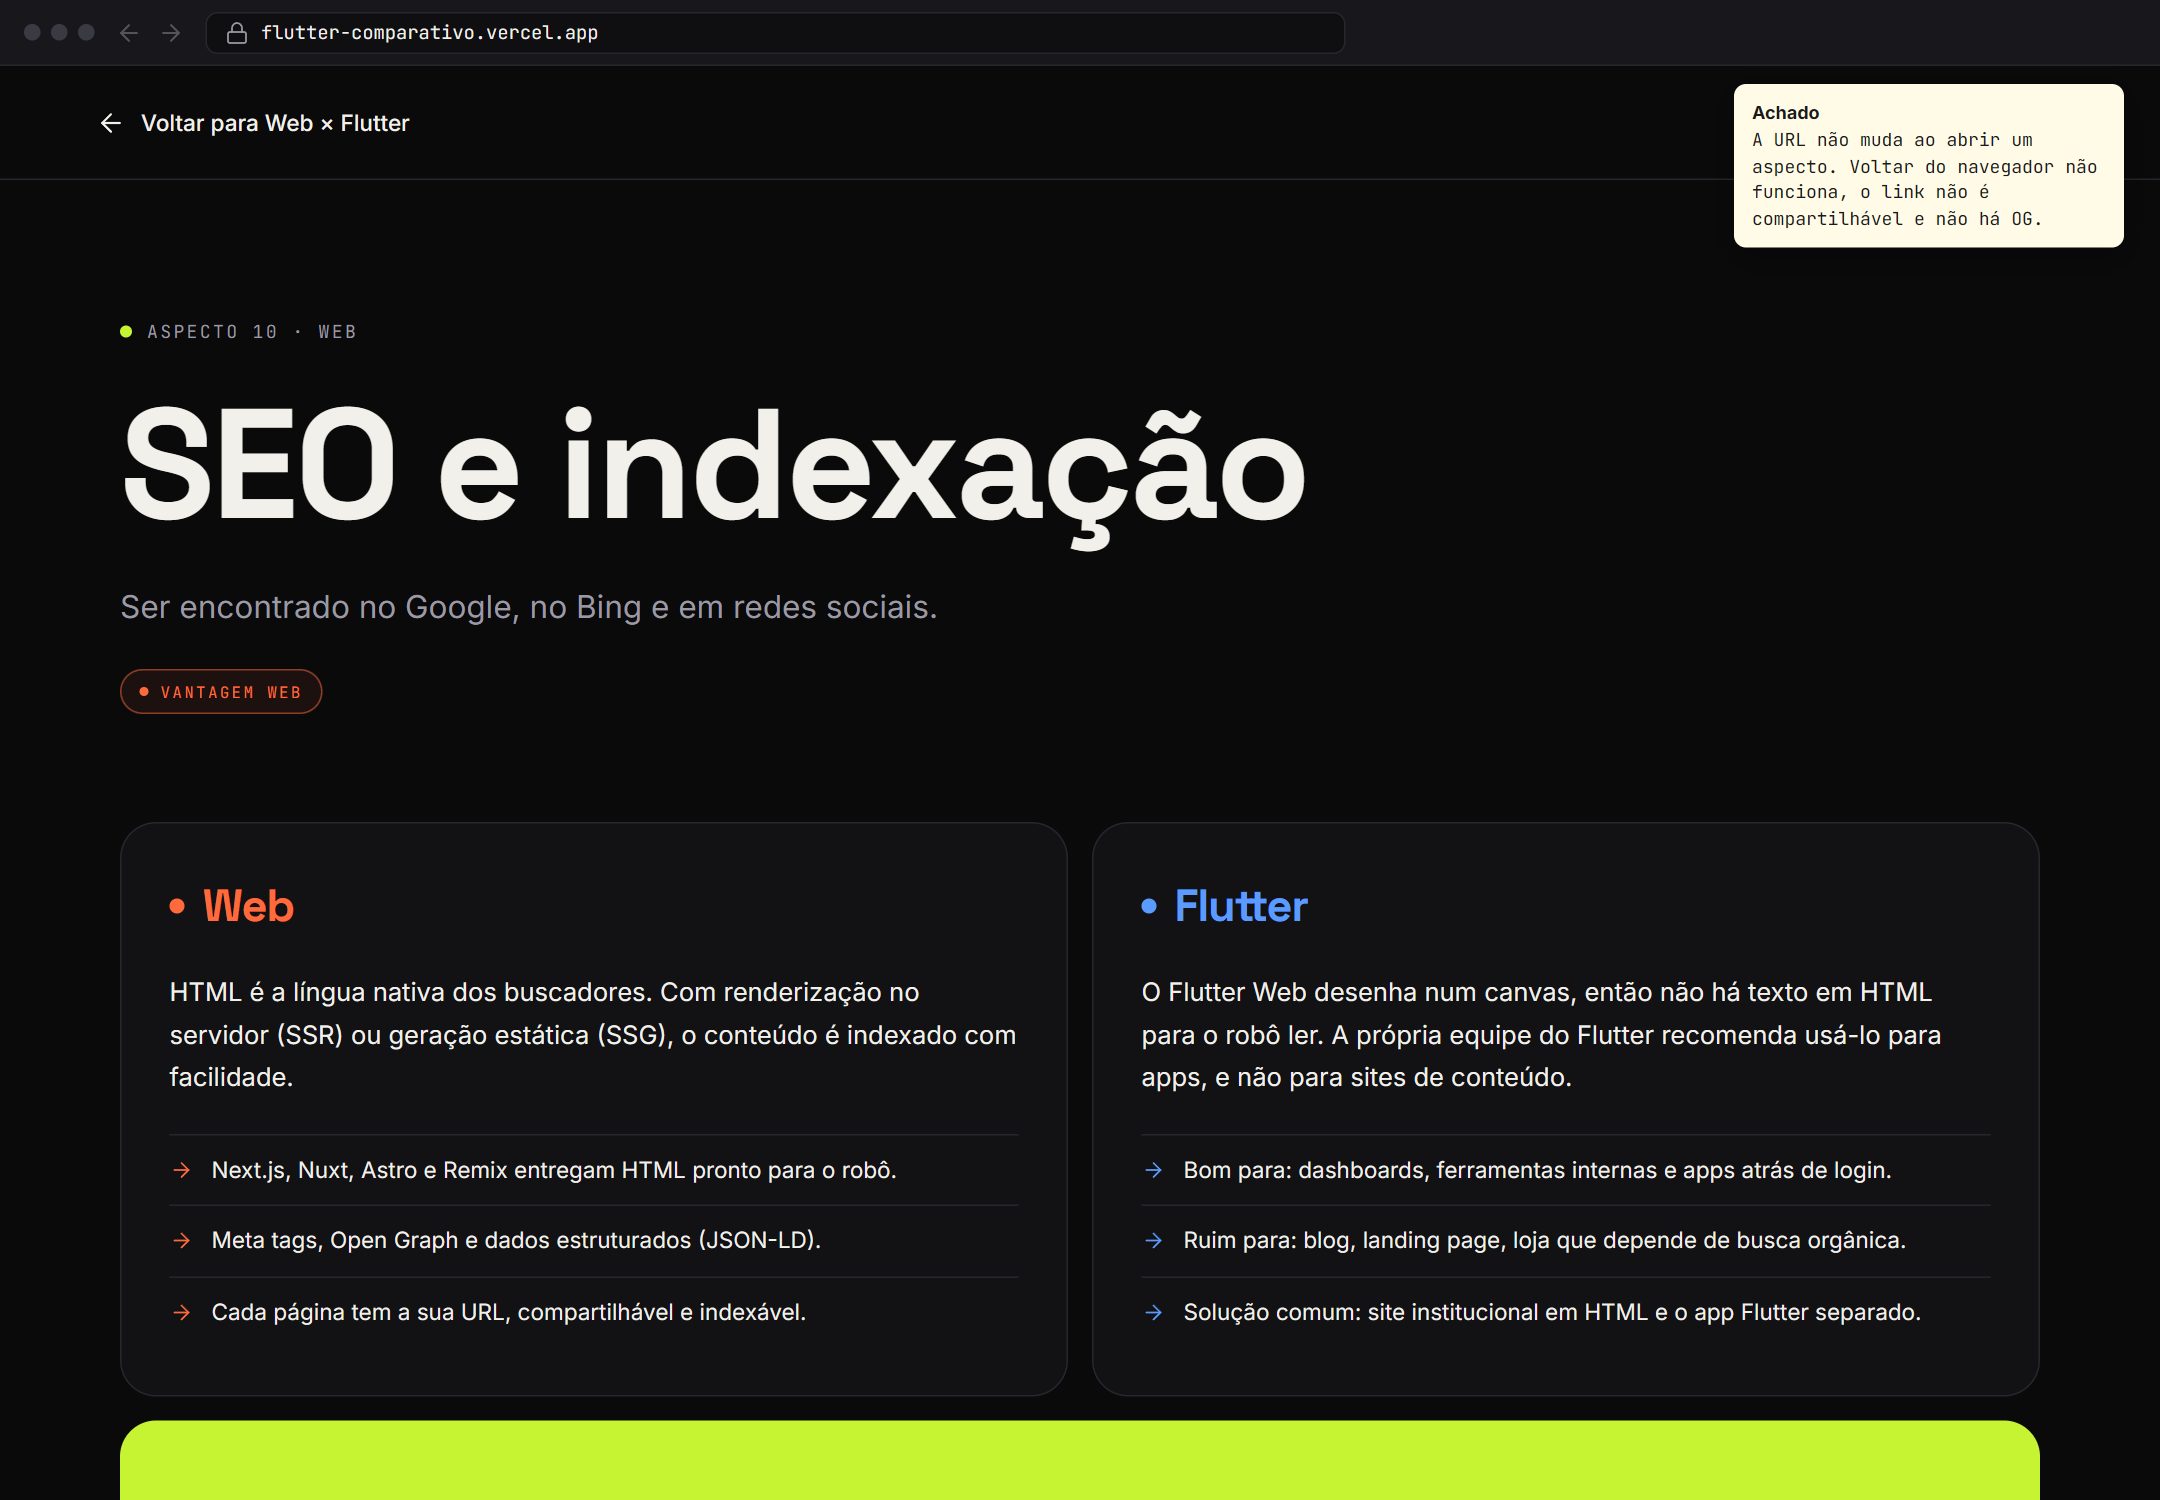 flutter-comparativo.vercel.app
Voltar para Web × Flutter
Achado
A URL não muda ao abrir um
aspecto. Voltar do navegador não
funciona, o link não é
compartilhável e não há OG.
ASPECTO 10 · WEB
SEO e indexação
Ser encontrado no Google, no Bing e em redes sociais.
VANTAGEM WEB
Web
HTML é a língua nativa dos buscadores. Com renderização no
servidor (SSR) ou geração estática (SSG), o conteúdo é indexado com
facilidade.
Next.js, Nuxt, Astro e Remix entregam HTML pronto para o robô.
Meta tags, Open Graph e dados estruturados (JSON-LD).
Cada página tem a sua URL, compartilhável e indexável.
Flutter
O Flutter Web desenha num canvas, então não há texto em HTML
para o robô ler. A própria equipe do Flutter recomenda usá-lo para
apps, e não para sites de conteúdo.
Bom para: dashboards, ferramentas internas e apps atrás de login.
Ruim para: blog, landing page, loja que depende de busca orgânica.
Solução comum: site institucional em HTML e o app Flutter separado.